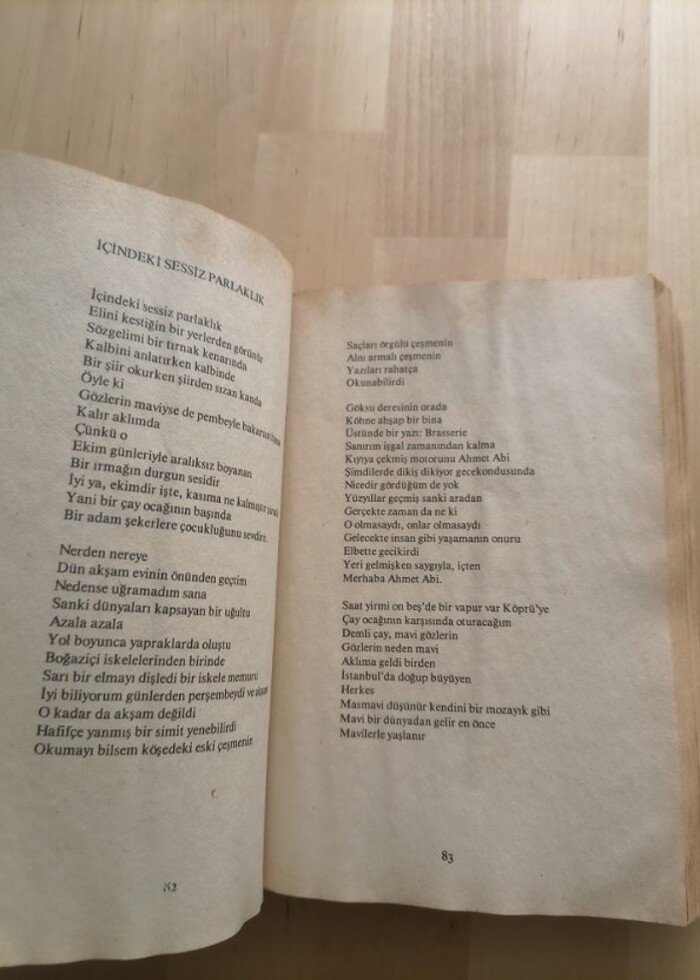 İÇİNDEKİ SESSİZ PARLAKLIK
İçindeki sessiz parlaklık
Elini kestiğin bir yerlerden görünür
Sözgelimi bir tırnak kenarında
Kalbini anlatırken kalbinde
Bir şiir okurken şiirden sızan kanda
Öyle ki
Gözlerin maviyse de pembeyle bakarsın
Kalır aklımda
Çünkü o
Ekim günleriyle aralıksız boyanan
Bir ırmağın durgun sesidir
İyi ya, ekimdir işte, kasıma ne kalmıştır
Yani bir çay ocağının başında
Bir adam şekerlere çocukluğunu sevdirir.
Nerden nereye
Dün akşam evinin önünden geçtim
Nedense uğramadım sana
Sanki dünyaları kapsayan bir uğultu
Azala azala
Yol boyunca yapraklarda oluştu
Boğaziçi iskelelerinden birinde
Sarı bir elmayı dişledi bir iskele memuru
İyi biliyorum günlerden perşembeydi ve akşam
O kadar da akşam değildi
Hafifçe yanmış bir simit yenebilirdi
Okumayı bilsem köşedeki eski çeşmenin
82
Saçları örgülü çeşmenin
Alnı armalı çeşmenin
Yazıları rahatça
Okunabilirdi
Göksu deresinin orada
Köhne ahşap bir bina
Üstünde bir yazı: Brasserie
Sanırım işgal zamanından kalma
Kıyıya çekmiş motorunu Ahmet Abi
Şimdilerde dikiş dikiyor gecekondusunda
Nicedir gördüğüm de yok
Yüzyıllar geçmiş sanki aradan
Gerçekte zaman da ne ki
O olmasaydı, onlar olmasaydı
Gelecekte insan gibi yaşamanın onuru
Elbette gecikirdi
Yeri gelmişken saygıyla, içten
Merhaba Ahmet Abi.
Saat yirmi on beş'de bir vapur var Köprü'ye
Çay ocağının karşısında oturacağım
Demli çay, mavi gözlerin
Gözlerin neden mavi
Aklıma geldi birden
İstanbul'da doğup büyüyen
Herkes
Masmavi düşünür kendini bir mozayık gibi
Mavi bir dünyadan gelir en önce
Mavilerle yaşlanır
83